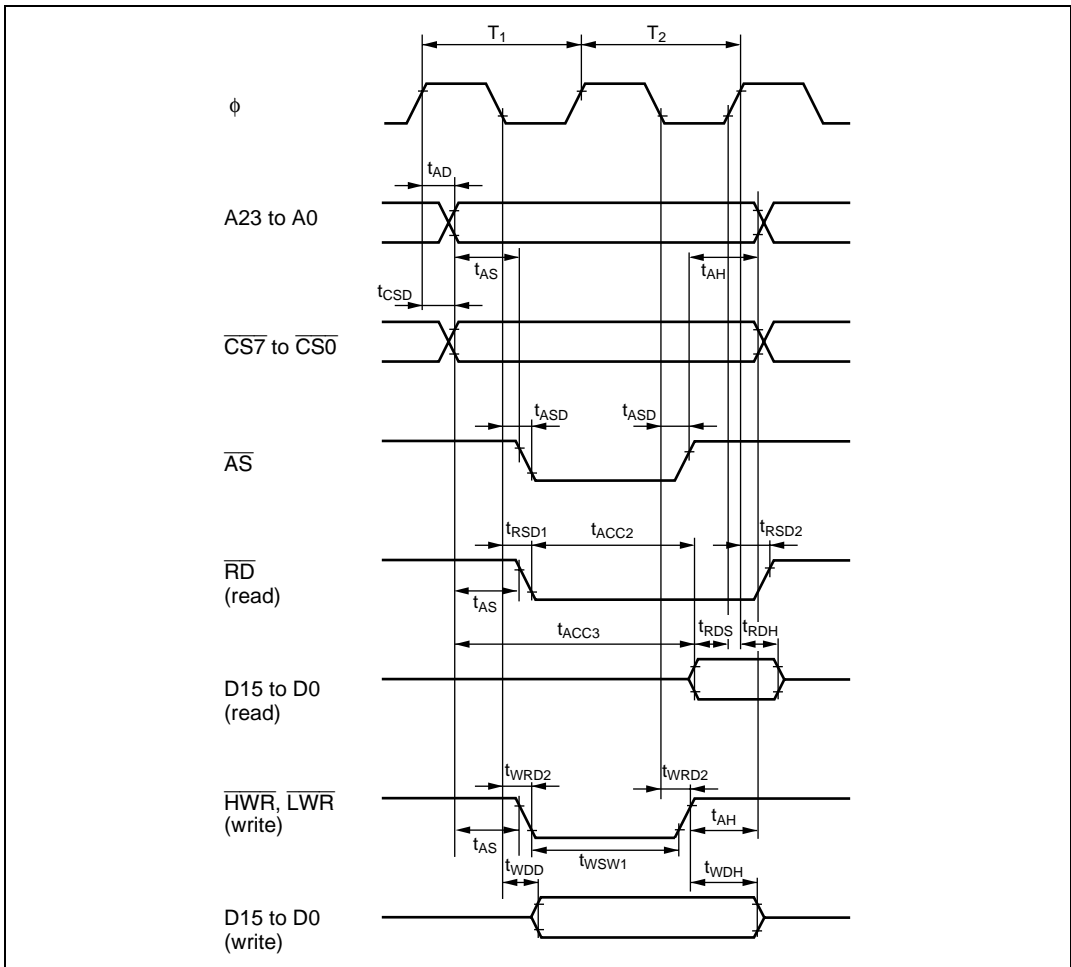 T1 T2
ϕ
tAD
A23 to A0
tAS tAH
tCSD
CS7 to CS0
tASD tASD
AS
tRSD1 tACC2 tRSD2
RD
(read)
tAS
tACC3 tRDS tRDH
D15 to D0
(read)
tWRD2 tWRD2
HWR, LWR
(write)
tAH
tAS
tWSW1
tWDD tWDH
D15 to D0
(write)